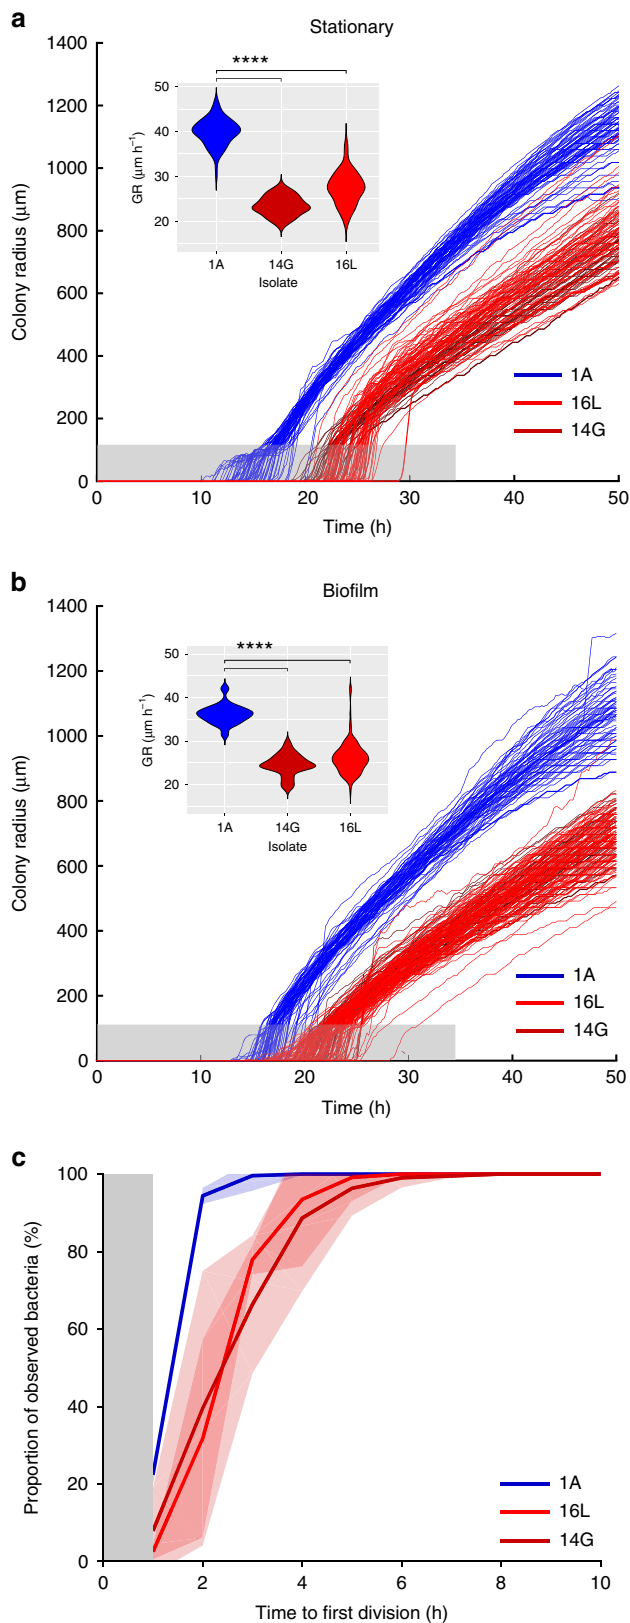 a
Stationary
1400
1200
1000
800
600
400
200
0
Colony radius (μm)
0 10 20 30 40 50
Time (h)
****
50
40
30
20
GR (μm h⁻¹)
1A 14G 16L
Isolate
1A
16L
14G
b
Biofilm
1400
1200
1000
800
600
400
200
0
Colony radius (μm)
0 10 20 30 40 50
Time (h)
****
50
40
30
20
GR (μm h⁻¹)
1A 14G 16L
Isolate
1A
16L
14G
c
100
80
60
40
20
0
Proportion of observed bacteria (%)
0 2 4 6 8 10
Time to first division (h)
1A
16L
14G